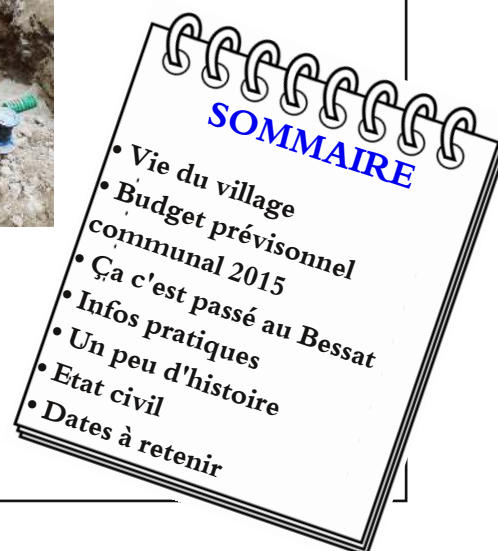 SOMMAIRE
• Vie du village
• Budget prévisonnel
communal 2015
• Ça c'est passé au Bessat
• Infos pratiques
• Un peu d'histoire
• Etat civil
• Dates à retenir